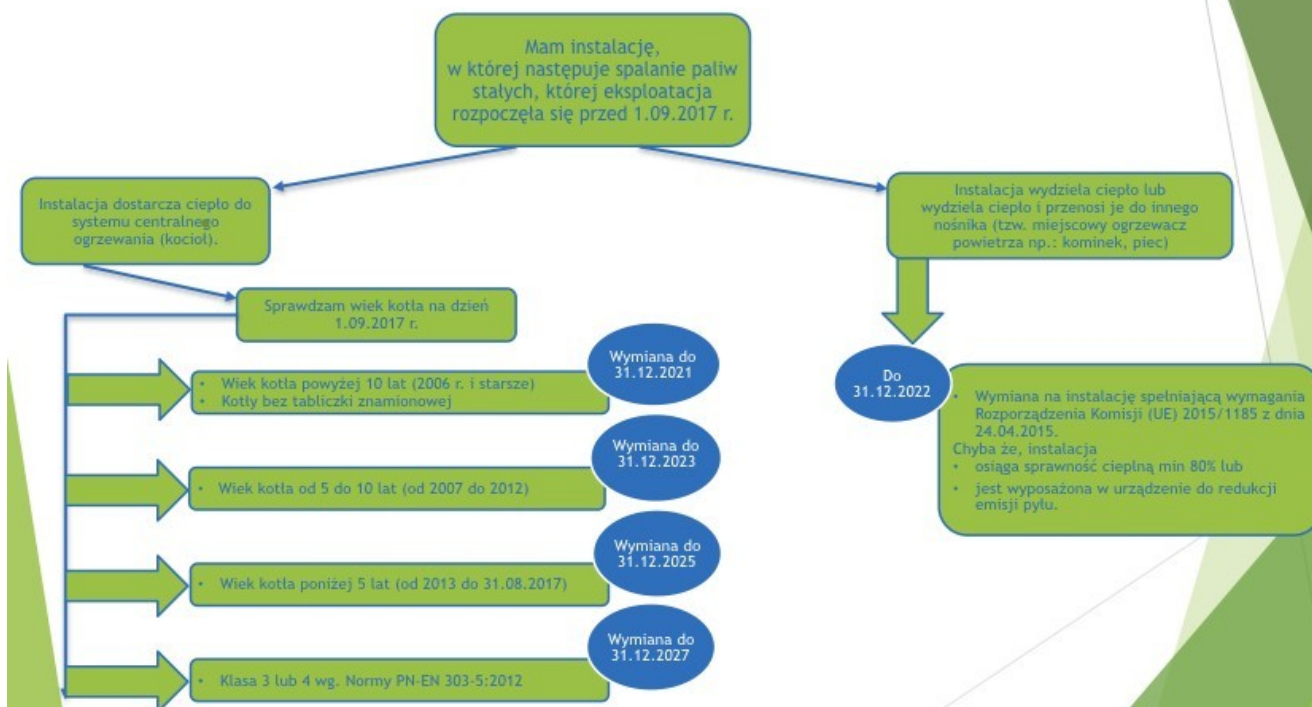 Mam instalację,
w której następuje spalanie paliw
stałych, której eksploatacja
rozpoczęła się przed 1.09.2017 r.
Instalacja dostarcza ciepło do
systemu centralnego
ogrzewania (kocioł).
Instalacja wydziela ciepło lub
wydziela ciepło i przenosi je do innego
nośnika (tzw. miejscowy ogrzewacz
powietrza np.: kominek, piec)
Sprawdzam wiek kotła na dzień
1.09.2017 r.
Wymiana do
31.12.2021
• Wiek kotła powyżej 10 lat (2006 r. i starsze)
• Kotły bez tabliczki znamionowej
Wymiana do
31.12.2023
• Wiek kotła od 5 do 10 lat (od 2007 do 2012)
Wymiana do
31.12.2025
• Wiek kotła poniżej 5 lat (od 2013 do 31.08.2017)
Wymiana do
31.12.2027
• Klasa 3 lub 4 wg. Normy PN-EN 303-5:2012
Do
31.12.2022
• Wymiana na instalację spełniającą wymagania
Rozporządzenia Komisji (UE) 2015/1185 z dnia
24.04.2015.
Chyba że, instalacja
• osiąga sprawność cieplną min 80% lub
• jest wyposażona w urządzenie do redukcji
emisji pyłu.